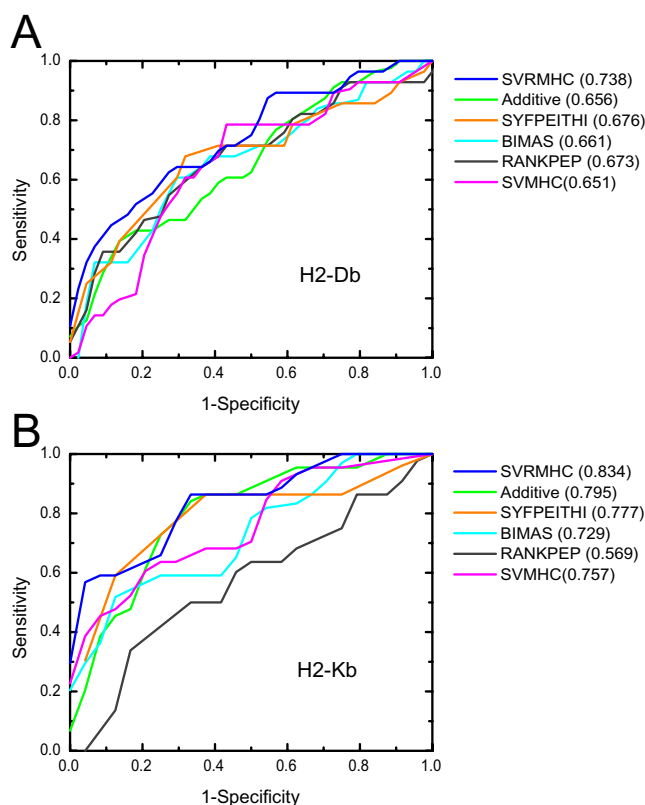 A
1.0
0.8
0.6
0.4
0.2
0.0
Sensitivity
H2-Db
0.0 0.2 0.4 0.6 0.8 1.0
1-Specificity
SVRMHC (0.738)
Additive (0.656)
SYFPEITHI (0.676)
BIMAS (0.661)
RANKPEP (0.673)
SVMHC(0.651)
B
1.0
0.8
0.6
0.4
0.2
0.0
Sensitivity
H2-Kb
0.0 0.2 0.4 0.6 0.8 1.0
1-Specificity
SVRMHC (0.834)
Additive (0.795)
SYFPEITHI (0.777)
BIMAS (0.729)
RANKPEP (0.569)
SVMHC(0.757)